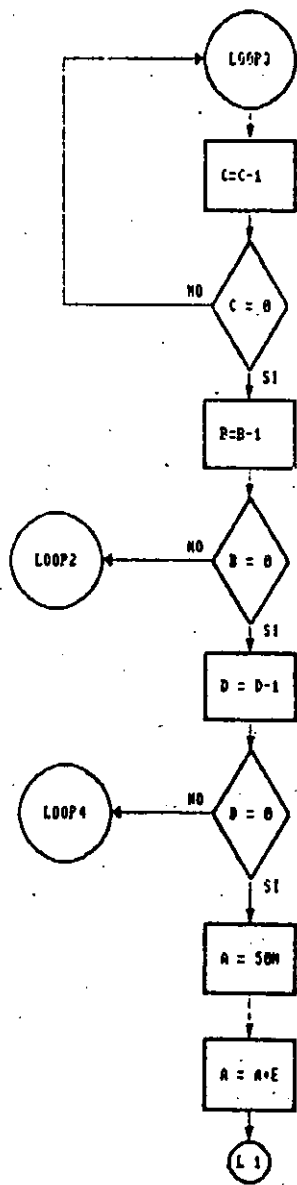 LOOP3
C=C-1
NO
C = 0
SI
B=B-1
NO
B = 0
LOOP2
SI
D = D-1
NO
D = 0
LOOP4
SI
A = 50H
A = A+E
L 1